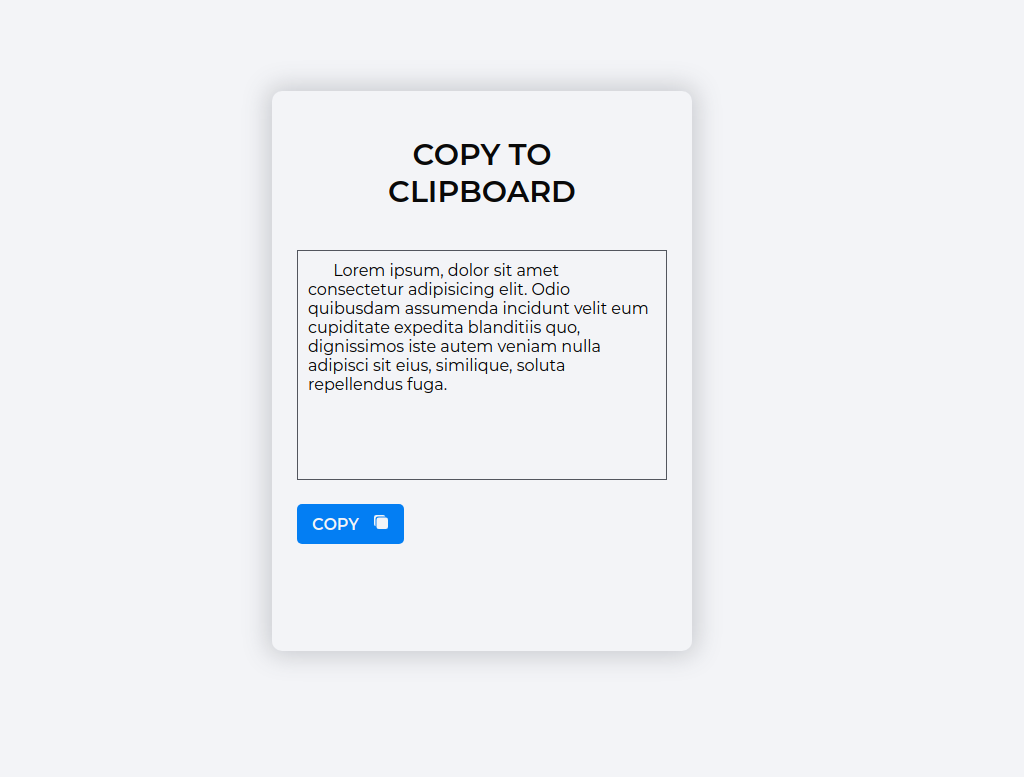 COPY TO
CLIPBOARD
Lorem ipsum, dolor sit amet
consectetur adipisicing elit. Odio
quibusdam assumenda incidunt velit eum
cupiditate expedita blanditiis quo,
dignissimos iste autem veniam nulla
adipisci sit eius, similique, soluta
repellendus fuga.
COPY